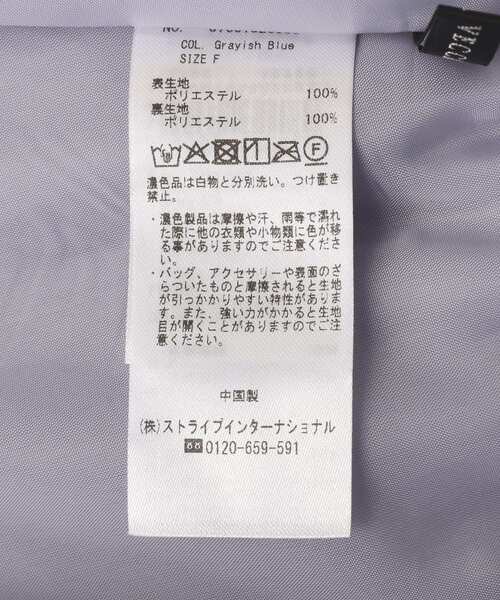 NO.
COL. Grayish Blue
SIZE F
表生地
ポリエステル 100%
裏生地
ポリエステル 100%
濃色品は白物と分別洗い。つけ置き
禁止。
・濃色製品は摩擦や汗、雨等で濡れ
た際に他の衣類や小物類に色が移
る事がありますのでご注意くださ
い。
・バッグ、アクセサリーや表面のざ
らついたものと摩擦されると生地
が引っかかりやすい特性がありま
す。また、強い力がかかると生地
目が開くことがありますのでご注
意ください。
中国製
(株)ストライプインターナショナル
0120-659-591